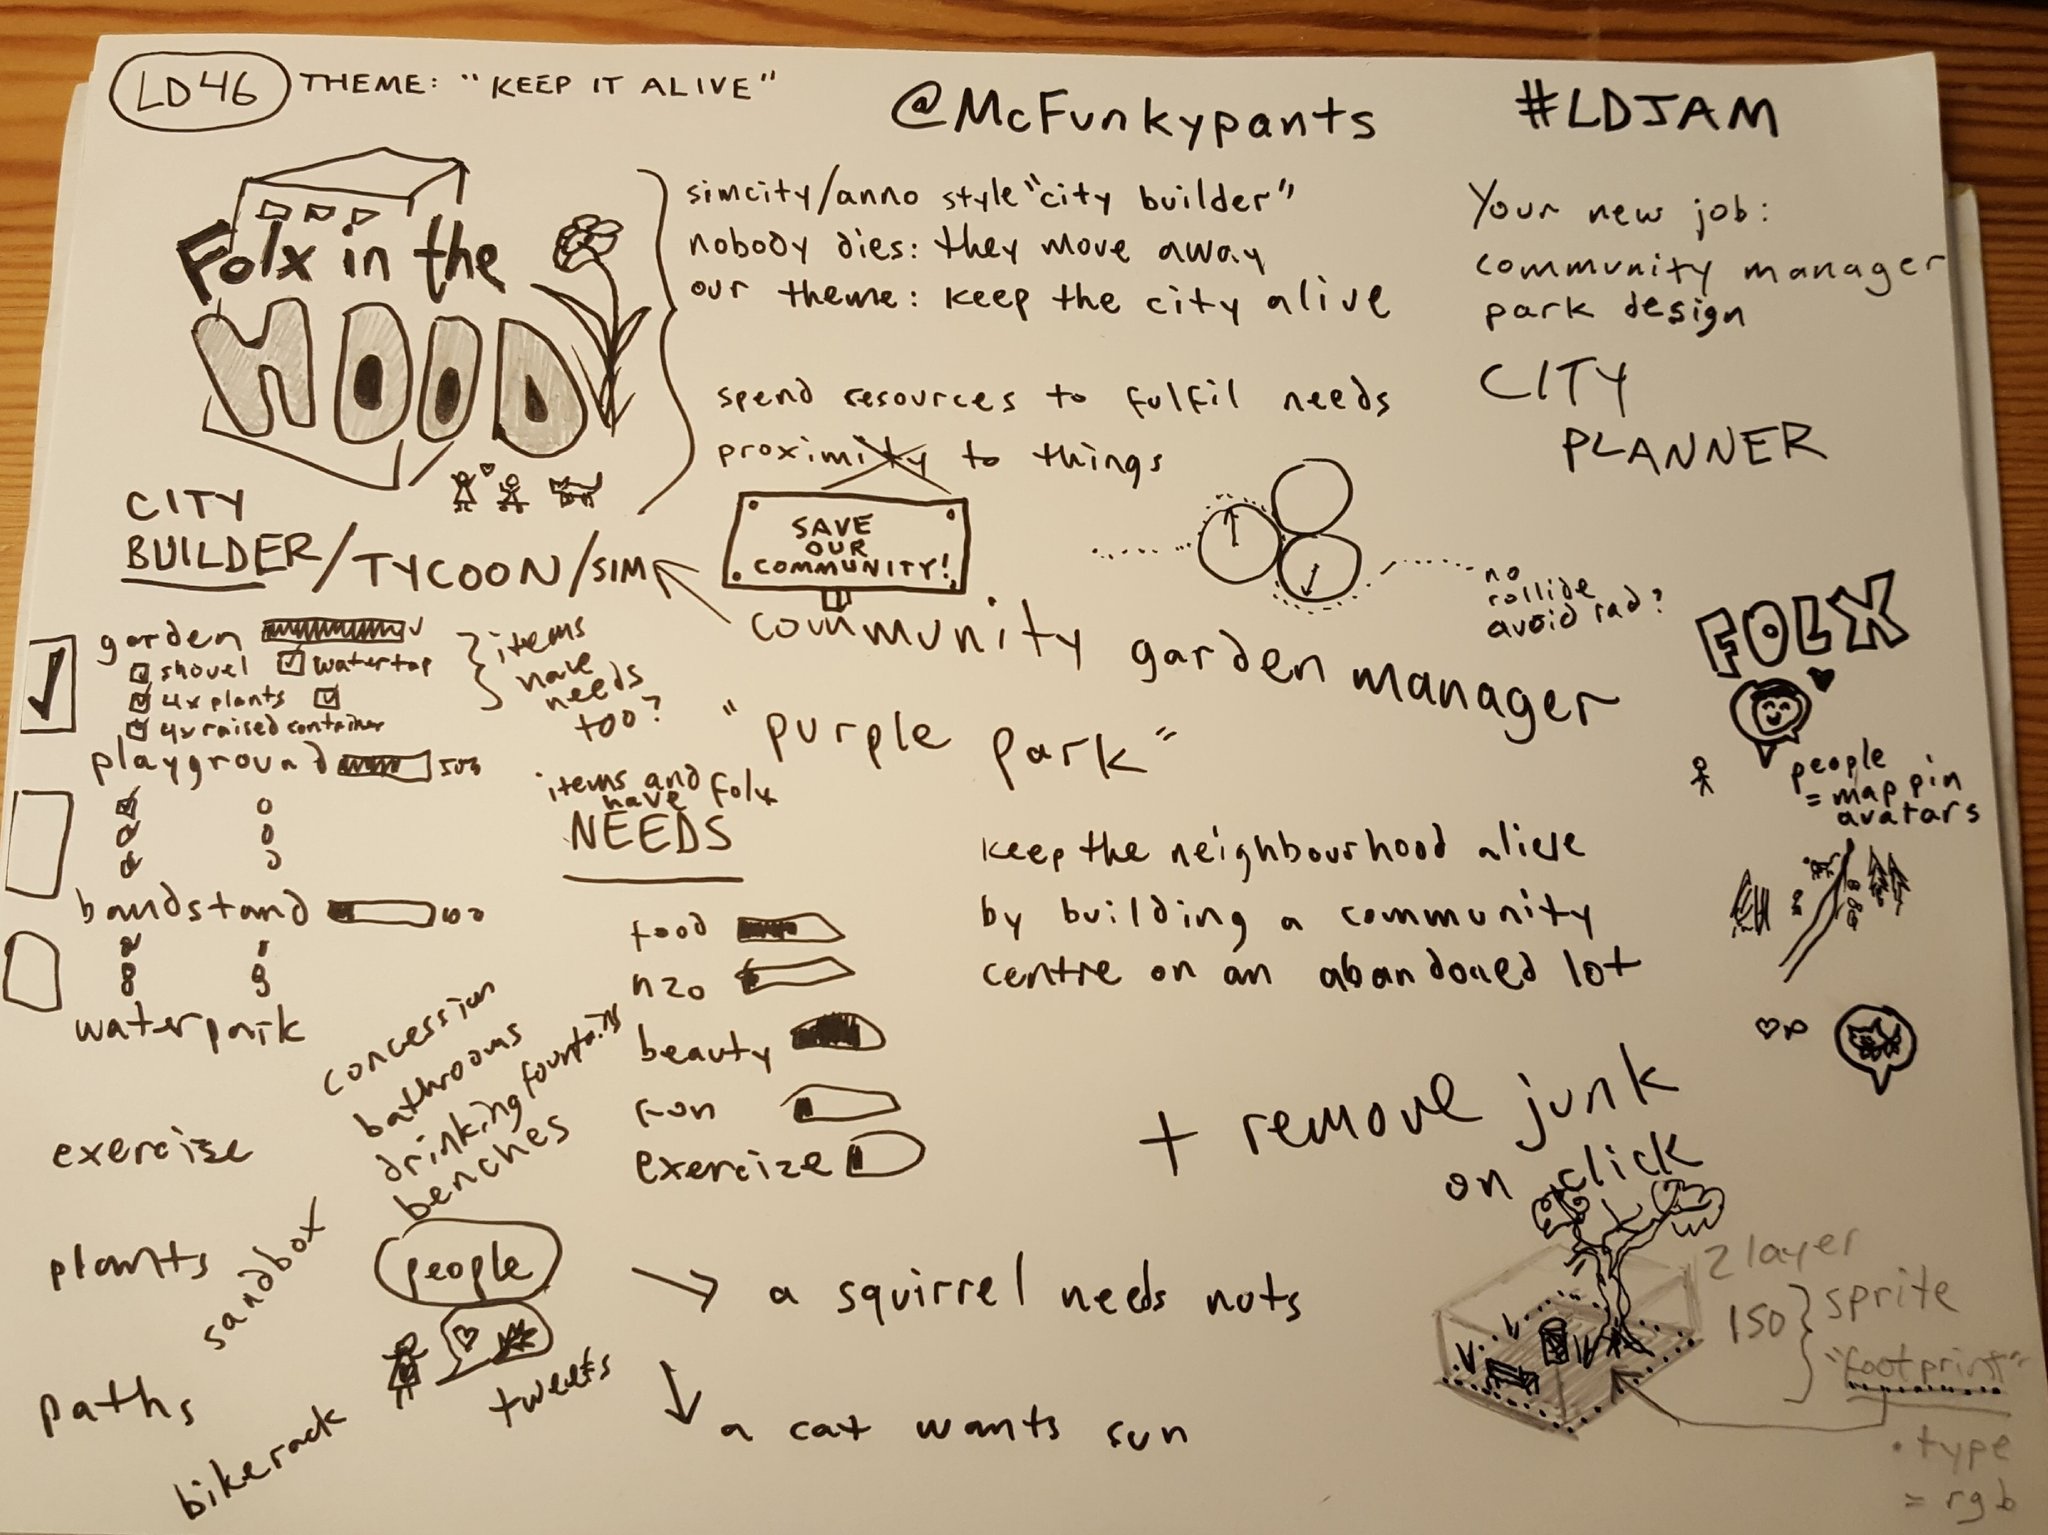 LD46 THEME: "KEEP IT ALIVE"
@McFunkypants
#LDJAM
Folx in the
HOOD
simcity/anno style "city builder"
nobody dies: they move away
our theme: keep the city alive
spend resources to fulfil needs
proximity to things
Your new job:
community manager
park design
CITY
PLANNER
CITY
BUILDER/TYCOON/SIM
SAVE
OUR
COMMUNITY!
community garden manager
no
collide
avoid rad?
garden
shovel watertap
4x plants
4x raised container
items
have
needs
too?
playground
bandstand
waterpark
"purple park"
items and folx
have
NEEDS
food
h2o
beauty
fun
exercize
FOLX
people
= map pin
avatars
keep the neighbourhood alive
by building a community
centre on an abandoned lot
concession
bathrooms
drinking fountains
benches
exercise
plants
sandbox
paths
bikerack
people
tweets
a squirrel needs nuts
a cat wants sun
+ remove junk
on click
2 layer
ISO
sprite
"footprint"
. type
= rgb